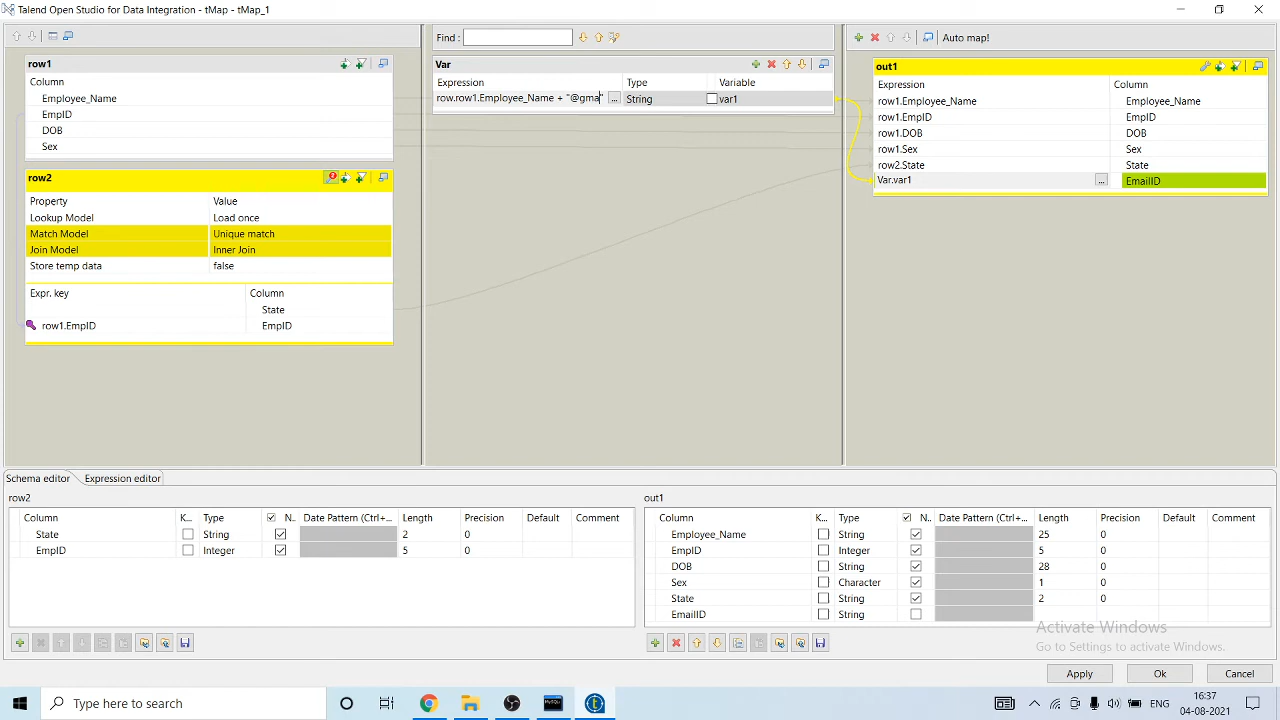 Talend Open Studio for Data Integration - tMap - tMap_1
Find :
Auto map!
row1
Column
Employee_Name
EmpID
DOB
Sex
row2
Property Value
Lookup Model Load once
Match Model Unique match
Join Model Inner Join
Store temp data false
Expr. key Column
State
row1.EmpID EmpID
Var
Expression Type Variable
row.row1.Employee_Name + "@gma" ... String var1
out1
Expression Column
row1.Employee_Name Employee_Name
row1.EmpID EmpID
row1.DOB DOB
row1.Sex Sex
row2.State State
Var.var1 ... EmailID
Schema editor Expression editor
row2
Column K... Type N.. Date Pattern (Ctrl+... Length Precision Default Comment
State String 2 0
EmpID Integer 5 0
out1
Column K... Type N.. Date Pattern (Ctrl+... Length Precision Default Comment
Employee_Name String 25 0
EmpID Integer 5 0
DOB String 28 0
Sex Character 1 0
State String 2 0
EmailID String
Activate Windows
Go to Settings to activate Windows.
Apply Ok Cancel
Type here to search
MySQL
ENG
16:37
04-08-2021